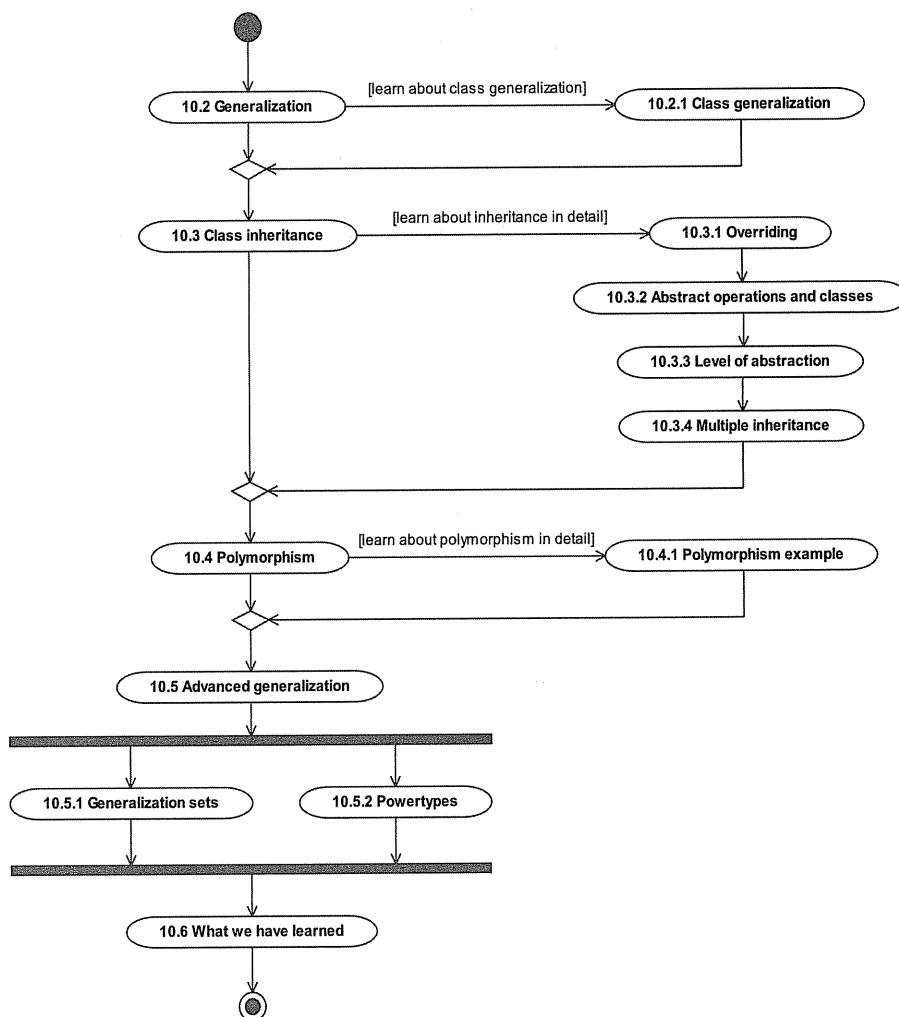 [learn about class generalization]
10.2 Generalization
10.2.1 Class generalization
[learn about inheritance in detail]
10.3 Class inheritance
10.3.1 Overriding
10.3.2 Abstract operations and classes
10.3.3 Level of abstraction
10.3.4 Multiple inheritance
[learn about polymorphism in detail]
10.4 Polymorphism
10.4.1 Polymorphism example
10.5 Advanced generalization
10.5.1 Generalization sets
10.5.2 Powertypes
10.6 What we have learned